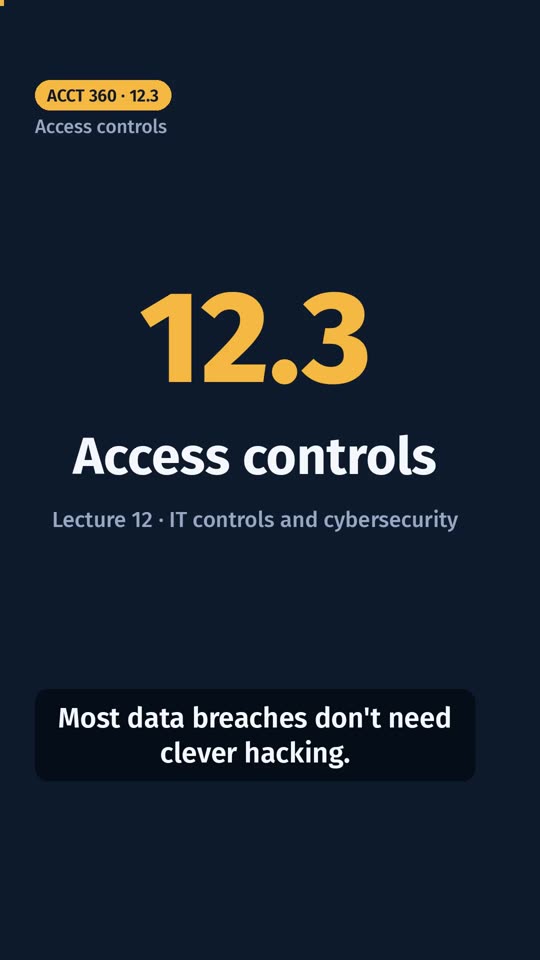 ACCT 360 · 12.3
Access controls
12.3
Access controls
Lecture 12 · IT controls and cybersecurity
Most data breaches don't need
clever hacking.